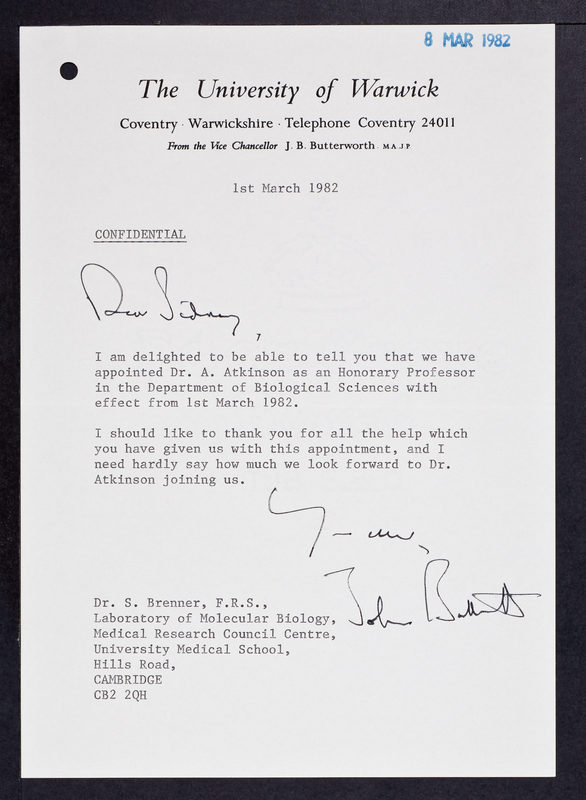 8 MAR 1982
The University of Warwick
Coventry · Warwickshire · Telephone Coventry 24011
From the Vice Chancellor J. B. Butterworth M.A. J P
1st March 1982
CONFIDENTIAL
Dear Sidney,
I am delighted to be able to tell you that we have
appointed Dr. A. Atkinson as an Honorary Professor
in the Department of Biological Sciences with
effect from 1st March 1982.
I should like to thank you for all the help which
you have given us with this appointment, and I
need hardly say how much we look forward to Dr.
Atkinson joining us.
Yours,
John Butterworth
Dr. S. Brenner, F.R.S.,
Laboratory of Molecular Biology,
Medical Research Council Centre,
University Medical School,
Hills Road,
CAMBRIDGE
CB2 2QH